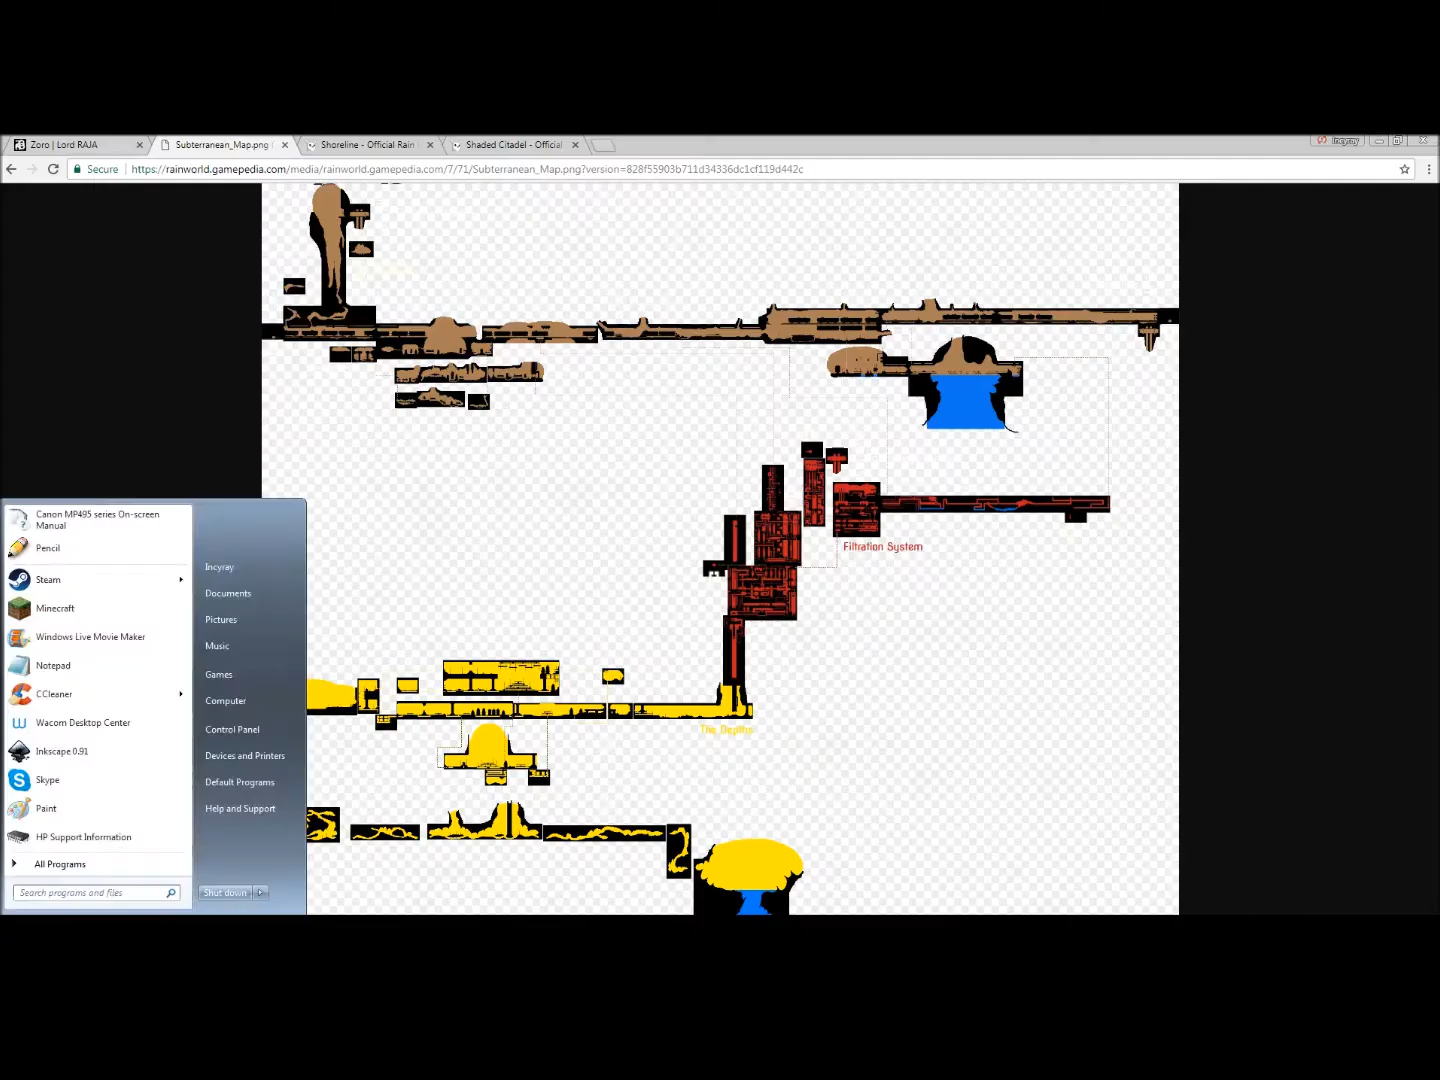 Zoro | Lord RAJA
Subterranean_Map.png (
Shoreline - Official Rain
Shaded Citadel - Official
Incyray
Secure
https://rainworld.gamepedia.com/media/rainworld.gamepedia.com/7/71/Subterranean_Map.png?version=828f55903b711d34336dc1cf119d442c
Filtration System
The Depths
Canon MP495 series On-screen
Manual
Pencil
Steam
Minecraft
Windows Live Movie Maker
Notepad
CCleaner
Wacom Desktop Center
Inkscape 0.91
Skype
Paint
HP Support Information
All Programs
Search programs and files
Incyray
Documents
Pictures
Music
Games
Computer
Control Panel
Devices and Printers
Default Programs
Help and Support
Shut down